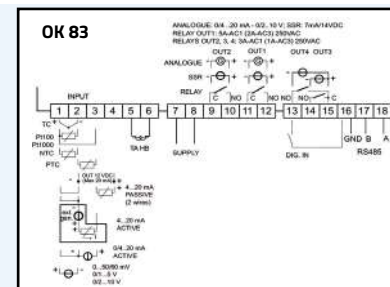 OK 83
ANALOGUE: 0/4...20 mA - 0/2...10 V; SSR: 7mA/14VDC
RELAY OUT1: 5A-AC1 (2A-AC3) 250VAC
RELAYS OUT2, 3, 4: 3A-AC1 (1A-AC3) 250VAC
OUT2 OUT1 OUT4 OUT3
ANALOGUE
SSR
RELAY
INPUT
C NO C NO NO C
1 2 3 4 5 6 7 8 9 10 11 12 13 14 15 16 17 18
TC
Pt100
Pt1000
NTC
PTC
TA HB
SUPPLY
DIG. IN
GND B A
RS485
OUT 12 VDC
(Max 20 mA)
4...20 mA
PASSIVE
(2 wires)
ext.
gen.
4...20 mA
ACTIVE
0/4...20 mA
ACTIVE
0...50/60 mV
0/1...5 V
0/2...10 V